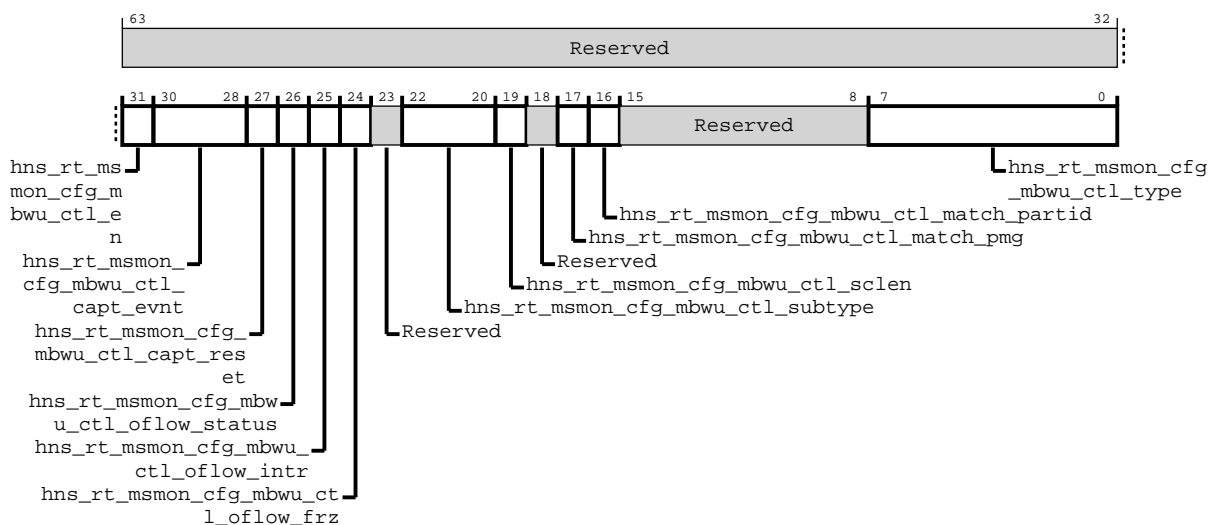 63 32
Reserved
31 30 28 27 26 25 24 23 22 20 19 18 17 16 15 8 7 0
Reserved
hns_rt_ms
mon_cfg_m
bwu_ctl_e
n
hns_rt_msmon_cfg
_mbwu_ctl_type
hns_rt_msmon_cfg_mbwu_ctl_match_partid
hns_rt_msmon_cfg_mbwu_ctl_match_pmg
hns_rt_msmon_
cfg_mbwu_ctl_
capt_evnt
Reserved
hns_rt_msmon_cfg_mbwu_ctl_sclen
hns_rt_msmon_cfg_mbwu_ctl_subtype
hns_rt_msmon_cfg_
mbwu_ctl_capt_res
et
Reserved
hns_rt_msmon_cfg_mbw
u_ctl_oflow_status
hns_rt_msmon_cfg_mbwu_
ctl_oflow_intr
hns_rt_msmon_cfg_mbwu_ct
l_oflow_frz